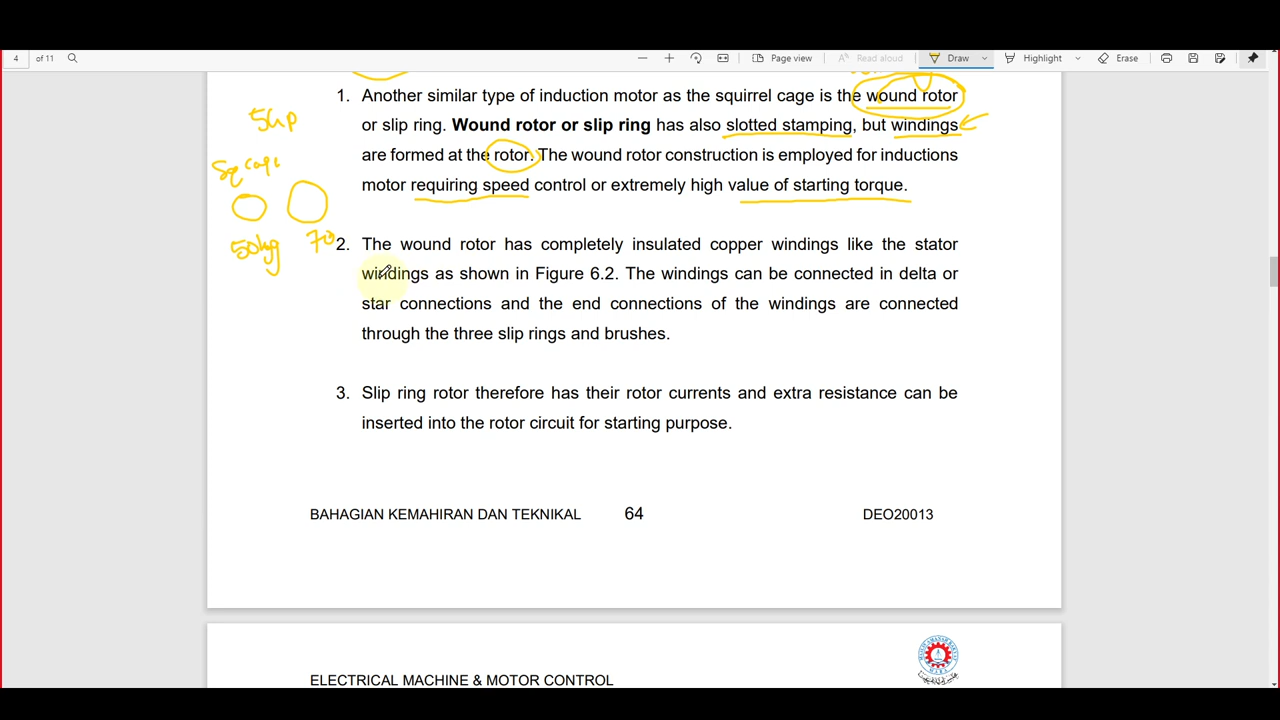 4 of 11 Page view Read aloud Draw Highlight Erase
1. Another similar type of induction motor as the squirrel cage is the wound rotor
or slip ring. Wound rotor or slip ring has also slotted stamping, but windings
are formed at the rotor. The wound rotor construction is employed for inductions
motor requiring speed control or extremely high value of starting torque.
5hp
Sq cage
50kg 70
2. The wound rotor has completely insulated copper windings like the stator
windings as shown in Figure 6.2. The windings can be connected in delta or
star connections and the end connections of the windings are connected
through the three slip rings and brushes.
3. Slip ring rotor therefore has their rotor currents and extra resistance can be
inserted into the rotor circuit for starting purpose.
BAHAGIAN KEMAHIRAN DAN TEKNIKAL 64 DEO20013
ELECTRICAL MACHINE & MOTOR CONTROL